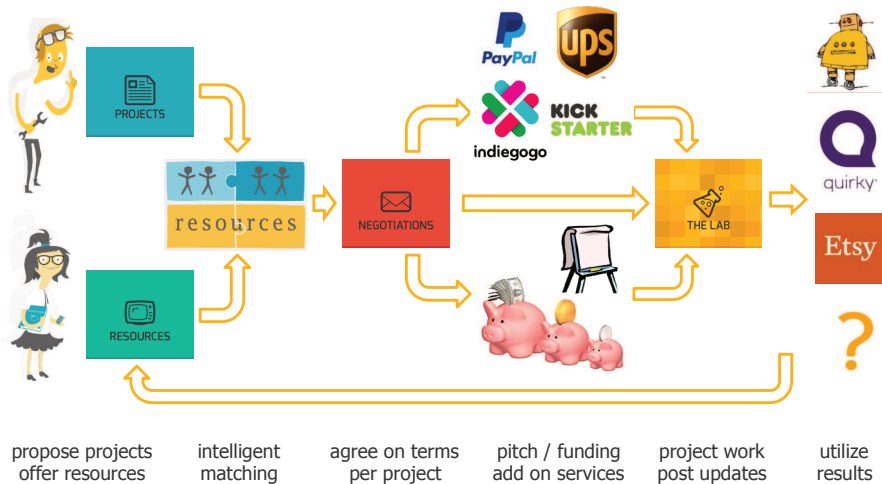 PayPal
ups
PROJECTS
indiegogo
KICK
STARTER
quirky
resources
NEGOTIATIONS
THE LAB
Etsy
RESOURCES
?
propose projects
offer resources
intelligent
matching
agree on terms
per project
pitch / funding
add on services
project work
post updates
utilize
results